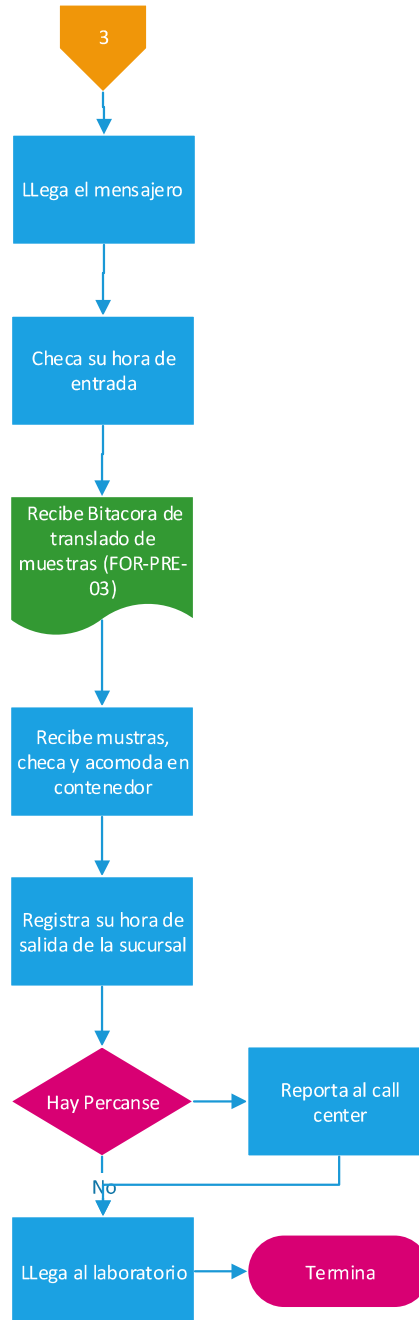 3
LLega el mensajero
Checa su hora de
entrada
Recibe Bitacora de
translado de
muestras (FOR-PRE-
03)
Recibe mustras,
checa y acomoda en
contenedor
Registra su hora de
salida de la sucursal
Hay Percanse
Reporta al call
center
No
LLega al laboratorio
Termina